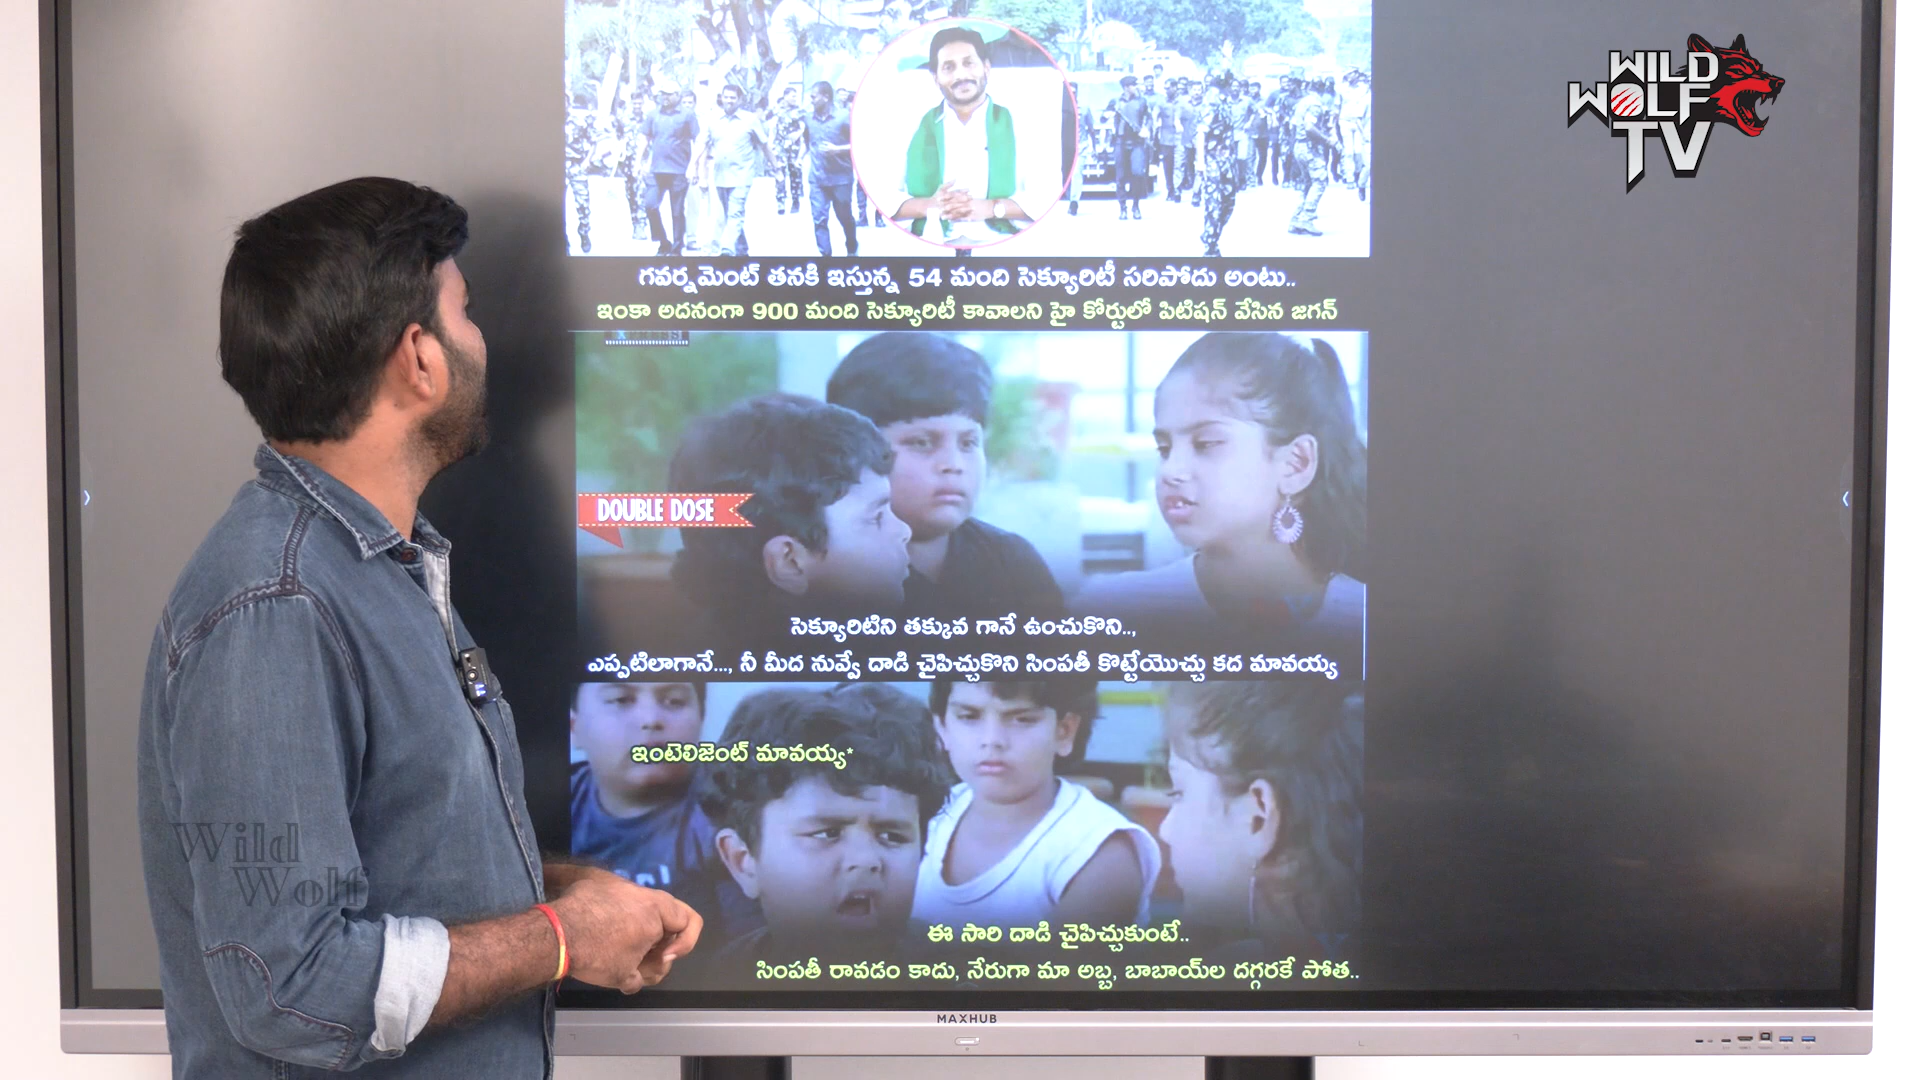 WILD
WOLF
TV
గవర్నమెంట్ తనకి ఇస్తున్న 54 మంది సెక్యూరిటీ సరిపోదు అంటు..
ఇంకా అదనంగా 900 మంది సెక్యూరిటీ కావాలని హై కోర్టులో పిటిషన్ వేసిన జగన్
DOUBLE DOSE
సెక్యూరిటిని తక్కువ గానే ఉంచుకొని..,
ఎప్పటిలాగానే..., నీ మీద నువ్వే దాడి చైపిచ్చుకొని సింపతీ కొట్టేయొచ్చు కద మావయ్య
ఇంటెలిజెంట్ మావయ్య*
ఈ సారి దాడి చైపిచ్చుకుంటే..
సింపతీ రావడం కాదు, నేరుగా మా అబ్బ, బాబాయ్‌ల దగ్గరకే పోత..
Wild
Wolf
MAXHUB